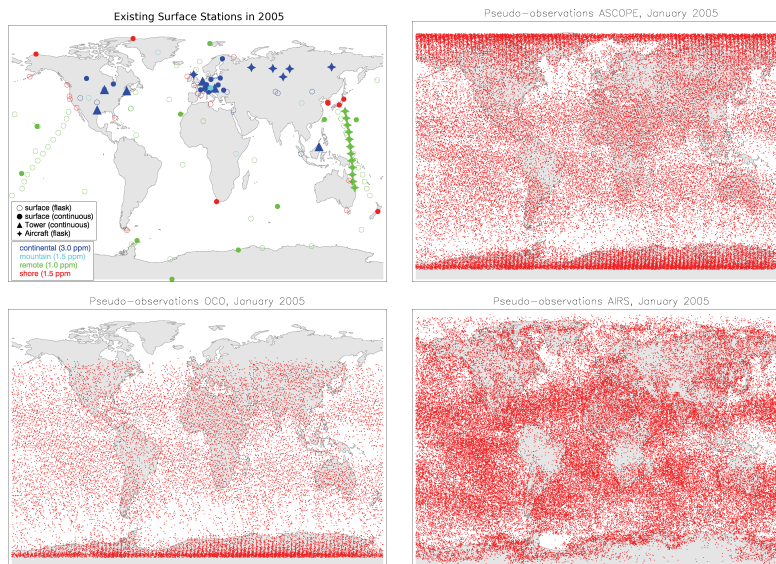 Existing Surface Stations in 2005
surface (flask)
surface (continuous)
Tower (continuous)
Aircraft (flask)
continental (3.0 ppm)
mountain (1.5 ppm)
remote (1.0 ppm)
shore (1.5 ppm
Pseudo-observations ASCOPE, January 2005
Pseudo-observations OCO, January 2005
Pseudo-observations AIRS, January 2005